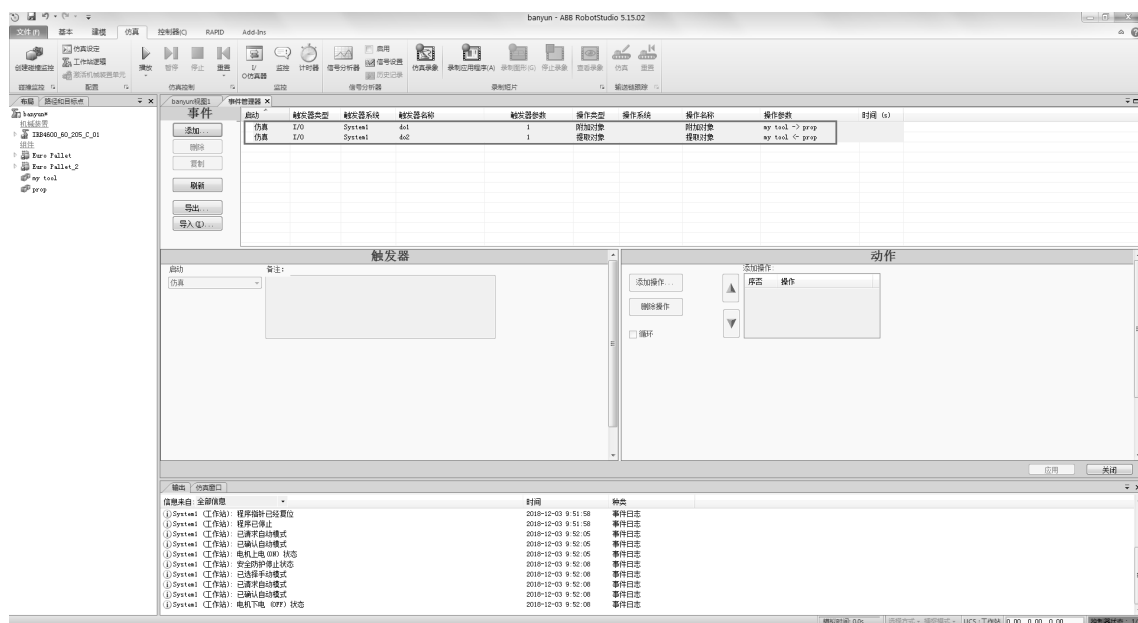 banyun - ABB RobotStudio 5.15.02
文件(F) 基本 建模 仿真 控制器(C) RAPID Add-Ins
创建碰撞监控
仿真设定
工作站逻辑
激活机械装置单元
播放 暂停 停止 重置
I/O仿真器 监控 计时器 信号分析器
启用
信号设置
历史记录
仿真录象 录制应用程序(A) 录制图形(G) 停止录象 查看录象 仿真 重置
碰撞监控 配置 仿真控制 监控 信号分析器 录制短片 输送链跟踪
布局 路径和目标点
banyun视图1 事件管理器
banyun*
机械装置
IRB4600_60_205_C_01
组件
Euro Pallet
Euro Pallet_2
my tool
prop
事件
添加...
删除
复制
刷新
导出...
导入(I)...
启动 触发器类型 触发器系统 触发器名称 触发器参数 操作类型 操作系统 操作名称 操作参数 时间 (s)
仿真 I/O System1 do1 1 附加对象 附加对象 my tool -> prop
仿真 I/O System1 do2 1 提取对象 提取对象 my tool <- prop
触发器
启动
仿真
备注:
动作
添加操作...
删除操作
循环
添加操作:
序否 操作
应用 关闭
输出 仿真窗口
信息来自: 全部信息 时间 种类
System1 (工作站): 程序指针已经复位 2018-12-03 9:51:58 事件日志
System1 (工作站): 程序已停止 2018-12-03 9:51:58 事件日志
System1 (工作站): 已请求自动模式 2018-12-03 9:52:05 事件日志
System1 (工作站): 已确认自动模式 2018-12-03 9:52:05 事件日志
System1 (工作站): 电机上电(ON) 状态 2018-12-03 9:52:05 事件日志
System1 (工作站): 安全防护停止状态 2018-12-03 9:52:08 事件日志
System1 (工作站): 已选择手动模式 2018-12-03 9:52:08 事件日志
System1 (工作站): 已请求自动模式 2018-12-03 9:52:08 事件日志
System1 (工作站): 已确认自动模式 2018-12-03 9:52:08 事件日志
System1 (工作站): 电机下电 (OFF) 状态 2018-12-03 9:52:08 事件日志